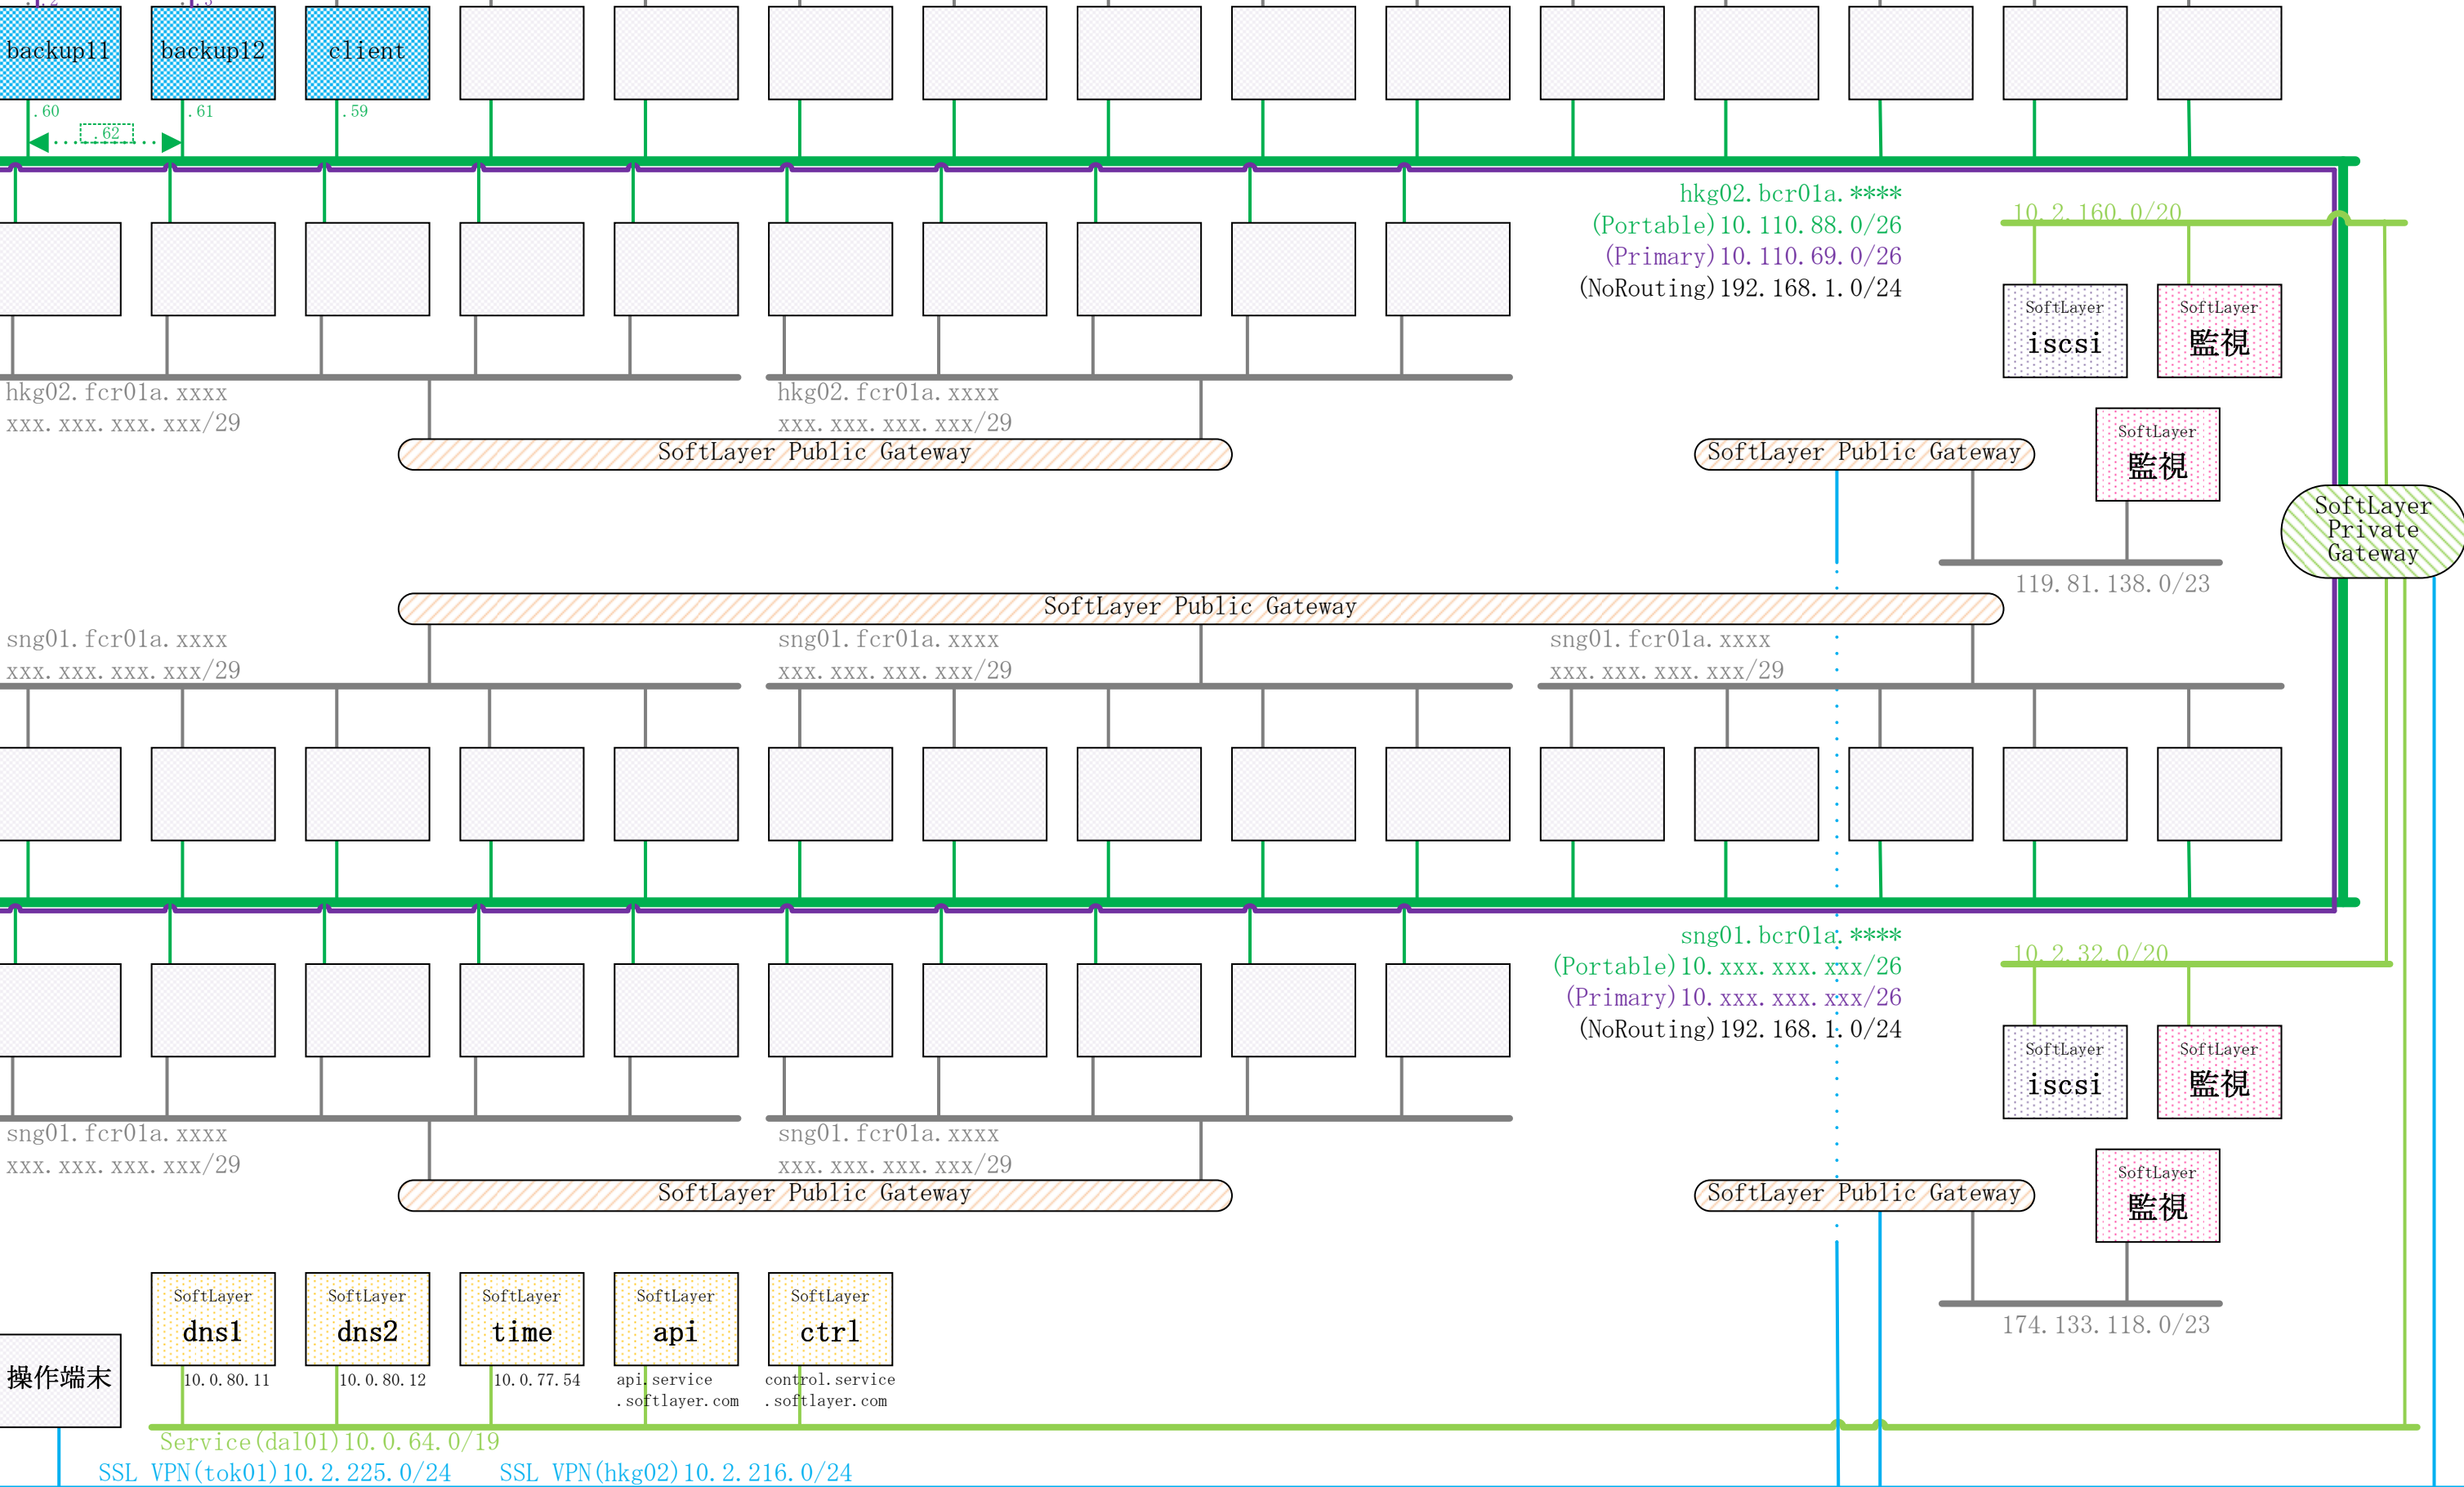 .2
.3
backup11
backup12
client
.60
.61
.59
.62
hkg02.bcr01a.****
(Portable)10.110.88.0/26
(Primary)10.110.69.0/26
(NoRouting)192.168.1.0/24
10.2.160.0/20
SoftLayer
iscsi
SoftLayer
監視
hkg02.fcr01a.xxxx
xxx.xxx.xxx.xxx/29
hkg02.fcr01a.xxxx
xxx.xxx.xxx.xxx/29
SoftLayer Public Gateway
SoftLayer Public Gateway
SoftLayer
監視
SoftLayer
Private
Gateway
119.81.138.0/23
SoftLayer Public Gateway
sng01.fcr01a.xxxx
xxx.xxx.xxx.xxx/29
sng01.fcr01a.xxxx
xxx.xxx.xxx.xxx/29
sng01.fcr01a.xxxx
xxx.xxx.xxx.xxx/29
sng01.bcr01a.****
(Portable)10.xxx.xxx.xxx/26
(Primary)10.xxx.xxx.xxx/26
(NoRouting)192.168.1.0/24
10.2.32.0/20
SoftLayer
iscsi
SoftLayer
監視
sng01.fcr01a.xxxx
xxx.xxx.xxx.xxx/29
sng01.fcr01a.xxxx
xxx.xxx.xxx.xxx/29
SoftLayer Public Gateway
SoftLayer Public Gateway
SoftLayer
監視
174.133.118.0/23
SoftLayer
dns1
10.0.80.11
SoftLayer
dns2
10.0.80.12
SoftLayer
time
10.0.77.54
SoftLayer
api
api.service
.softlayer.com
SoftLayer
ctrl
control.service
.softlayer.com
操作端末
Service(dal01)10.0.64.0/19
SSL VPN(tok01)10.2.225.0/24
SSL VPN(hkg02)10.2.216.0/24